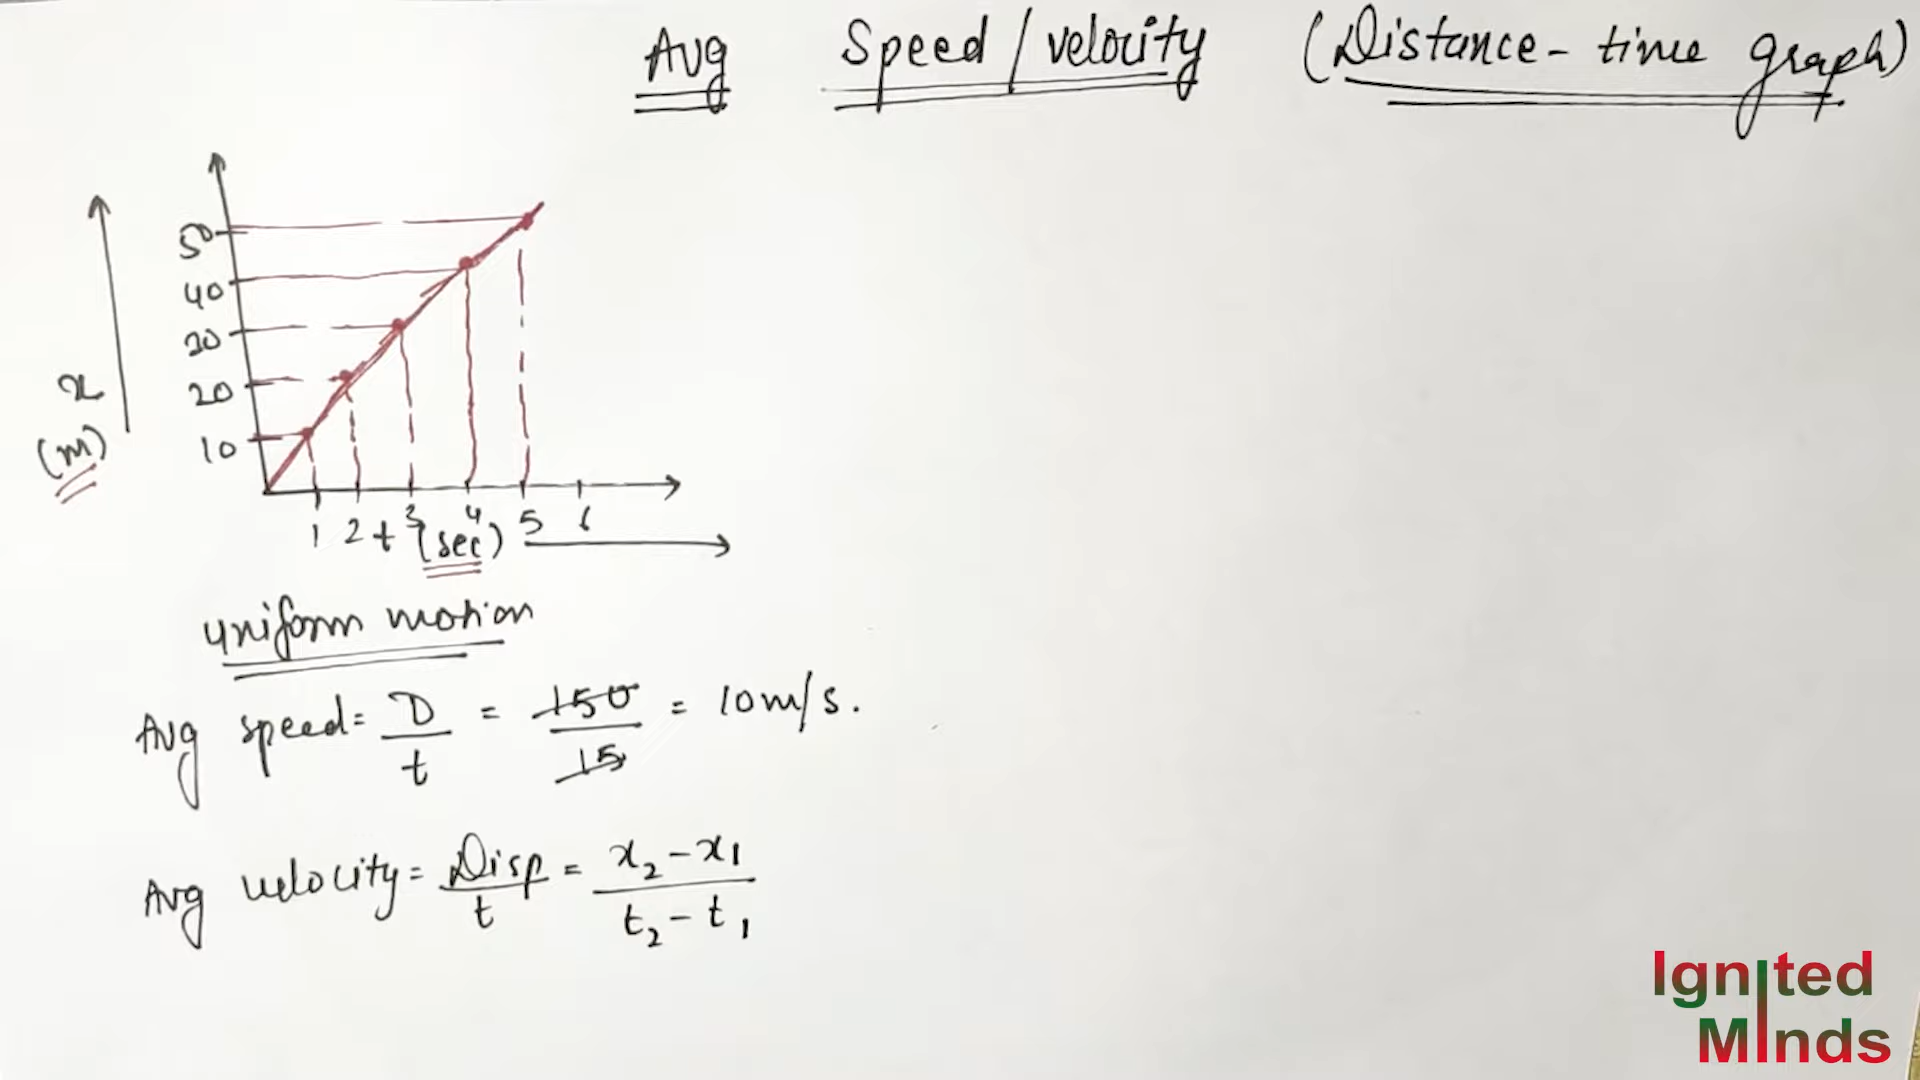 Avg Speed / velocity (Distance - time graph)
50
40
30
20
10
x
(m)
1 2 3 4 5 6
t (sec)
uniform motion
Avg speed = D/t = 150/15 = 10 m/s.
Avg velocity = Disp/t = x₂ - x₁/t₂ - t₁
Ignited
Minds